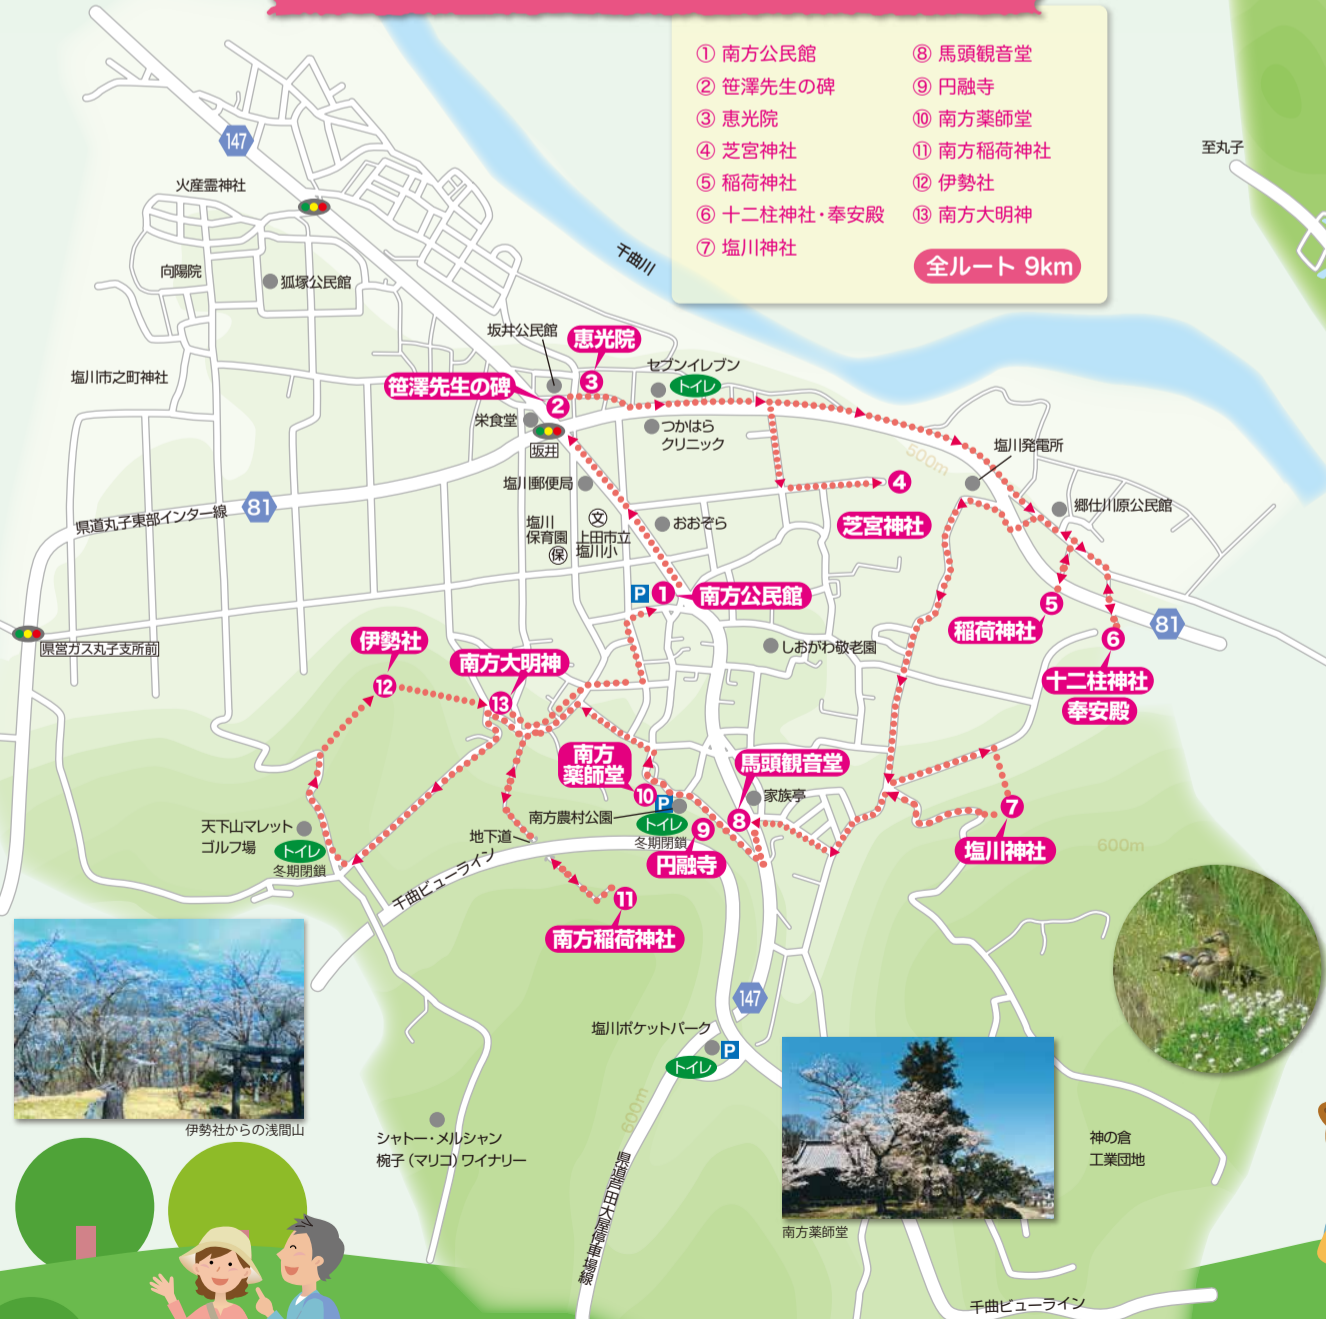 ① 南方公民館
② 笹澤先生の碑
③ 恵光院
④ 芝宮神社
⑤ 稲荷神社
⑥ 十二柱神社・奉安殿
⑦ 塩川神社
⑧ 馬頭観音堂
⑨ 円融寺
⑩ 南方薬師堂
⑪ 南方稲荷神社
⑫ 伊勢社
⑬ 南方大明神
全ルート 9km
至丸子
147
火産霊神社
向陽院
狐塚公民館
千曲川
塩川市之町神社
坂井公民館
恵光院
3
セブンイレブン
トイレ
笹澤先生の碑
2
栄食堂
坂井
つかはら
クリニック
500m
塩川発電所
4
芝宮神社
郷仕川原公民館
81
県道丸子東部インター線
塩川郵便局
塩川
保育園
保
文
上田市立
塩川小
おおぞら
P
1
南方公民館
5
稲荷神社
81
6
十二柱神社
奉安殿
県営ガス丸子支所前
伊勢社
12
南方大明神
13
しおがわ敬老園
南方
薬師堂
10
馬頭観音堂
家族亭
8
P
南方農村公園
トイレ
冬期閉鎖
9
円融寺
7
塩川神社
600m
天下山マレット
ゴルフ場
トイレ
冬期閉鎖
地下道
千曲ビューライン
11
南方稲荷神社
147
塩川ポケットパーク
P
トイレ
600m
伊勢社からの浅間山
シャトー・メルシャン
椀子(マリコ)ワイナリー
県道芦田大屋停車場線
南方薬師堂
神の倉
工業団地
千曲ビューライン